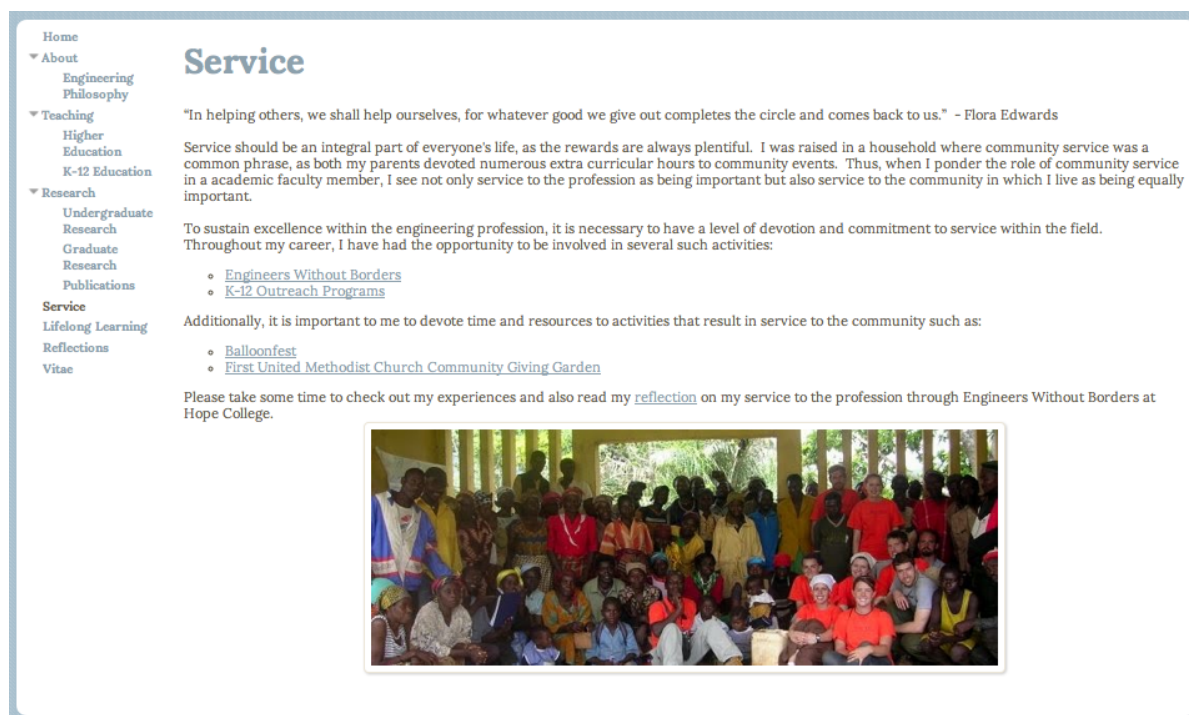 Home
About
Engineering
Philosophy
Teaching
Higher
Education
K-12 Education
Research
Undergraduate
Research
Graduate
Research
Publications
Service
Lifelong Learning
Reflections
Vitae
Service
“In helping others, we shall help ourselves, for whatever good we give out completes the circle and comes back to us.”  - Flora Edwards
Service should be an integral part of everyone's life, as the rewards are always plentiful.  I was raised in a household where community service was a
common phrase, as both my parents devoted numerous extra curricular hours to community events.  Thus, when I ponder the role of community service
in a academic faculty member, I see not only service to the profession as being important but also service to the community in which I live as being equally
important.
To sustain excellence within the engineering profession, it is necessary to have a level of devotion and commitment to service within the field.
Throughout my career, I have had the opportunity to be involved in several such activities:
Engineers Without Borders
K-12 Outreach Programs
Additionally, it is important to me to devote time and resources to activities that result in service to the community such as:
Balloonfest
First United Methodist Church Community Giving Garden
Please take some time to check out my experiences and also read my reflection on my service to the profession through Engineers Without Borders at
Hope College.